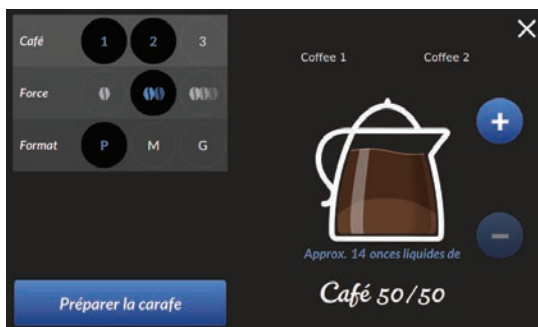 Café 1 2 3
Force
Format P M G
Préparer la carafe
Coffee 1 Coffee 2
Approx. 14 onces liquides de
Café 50/50